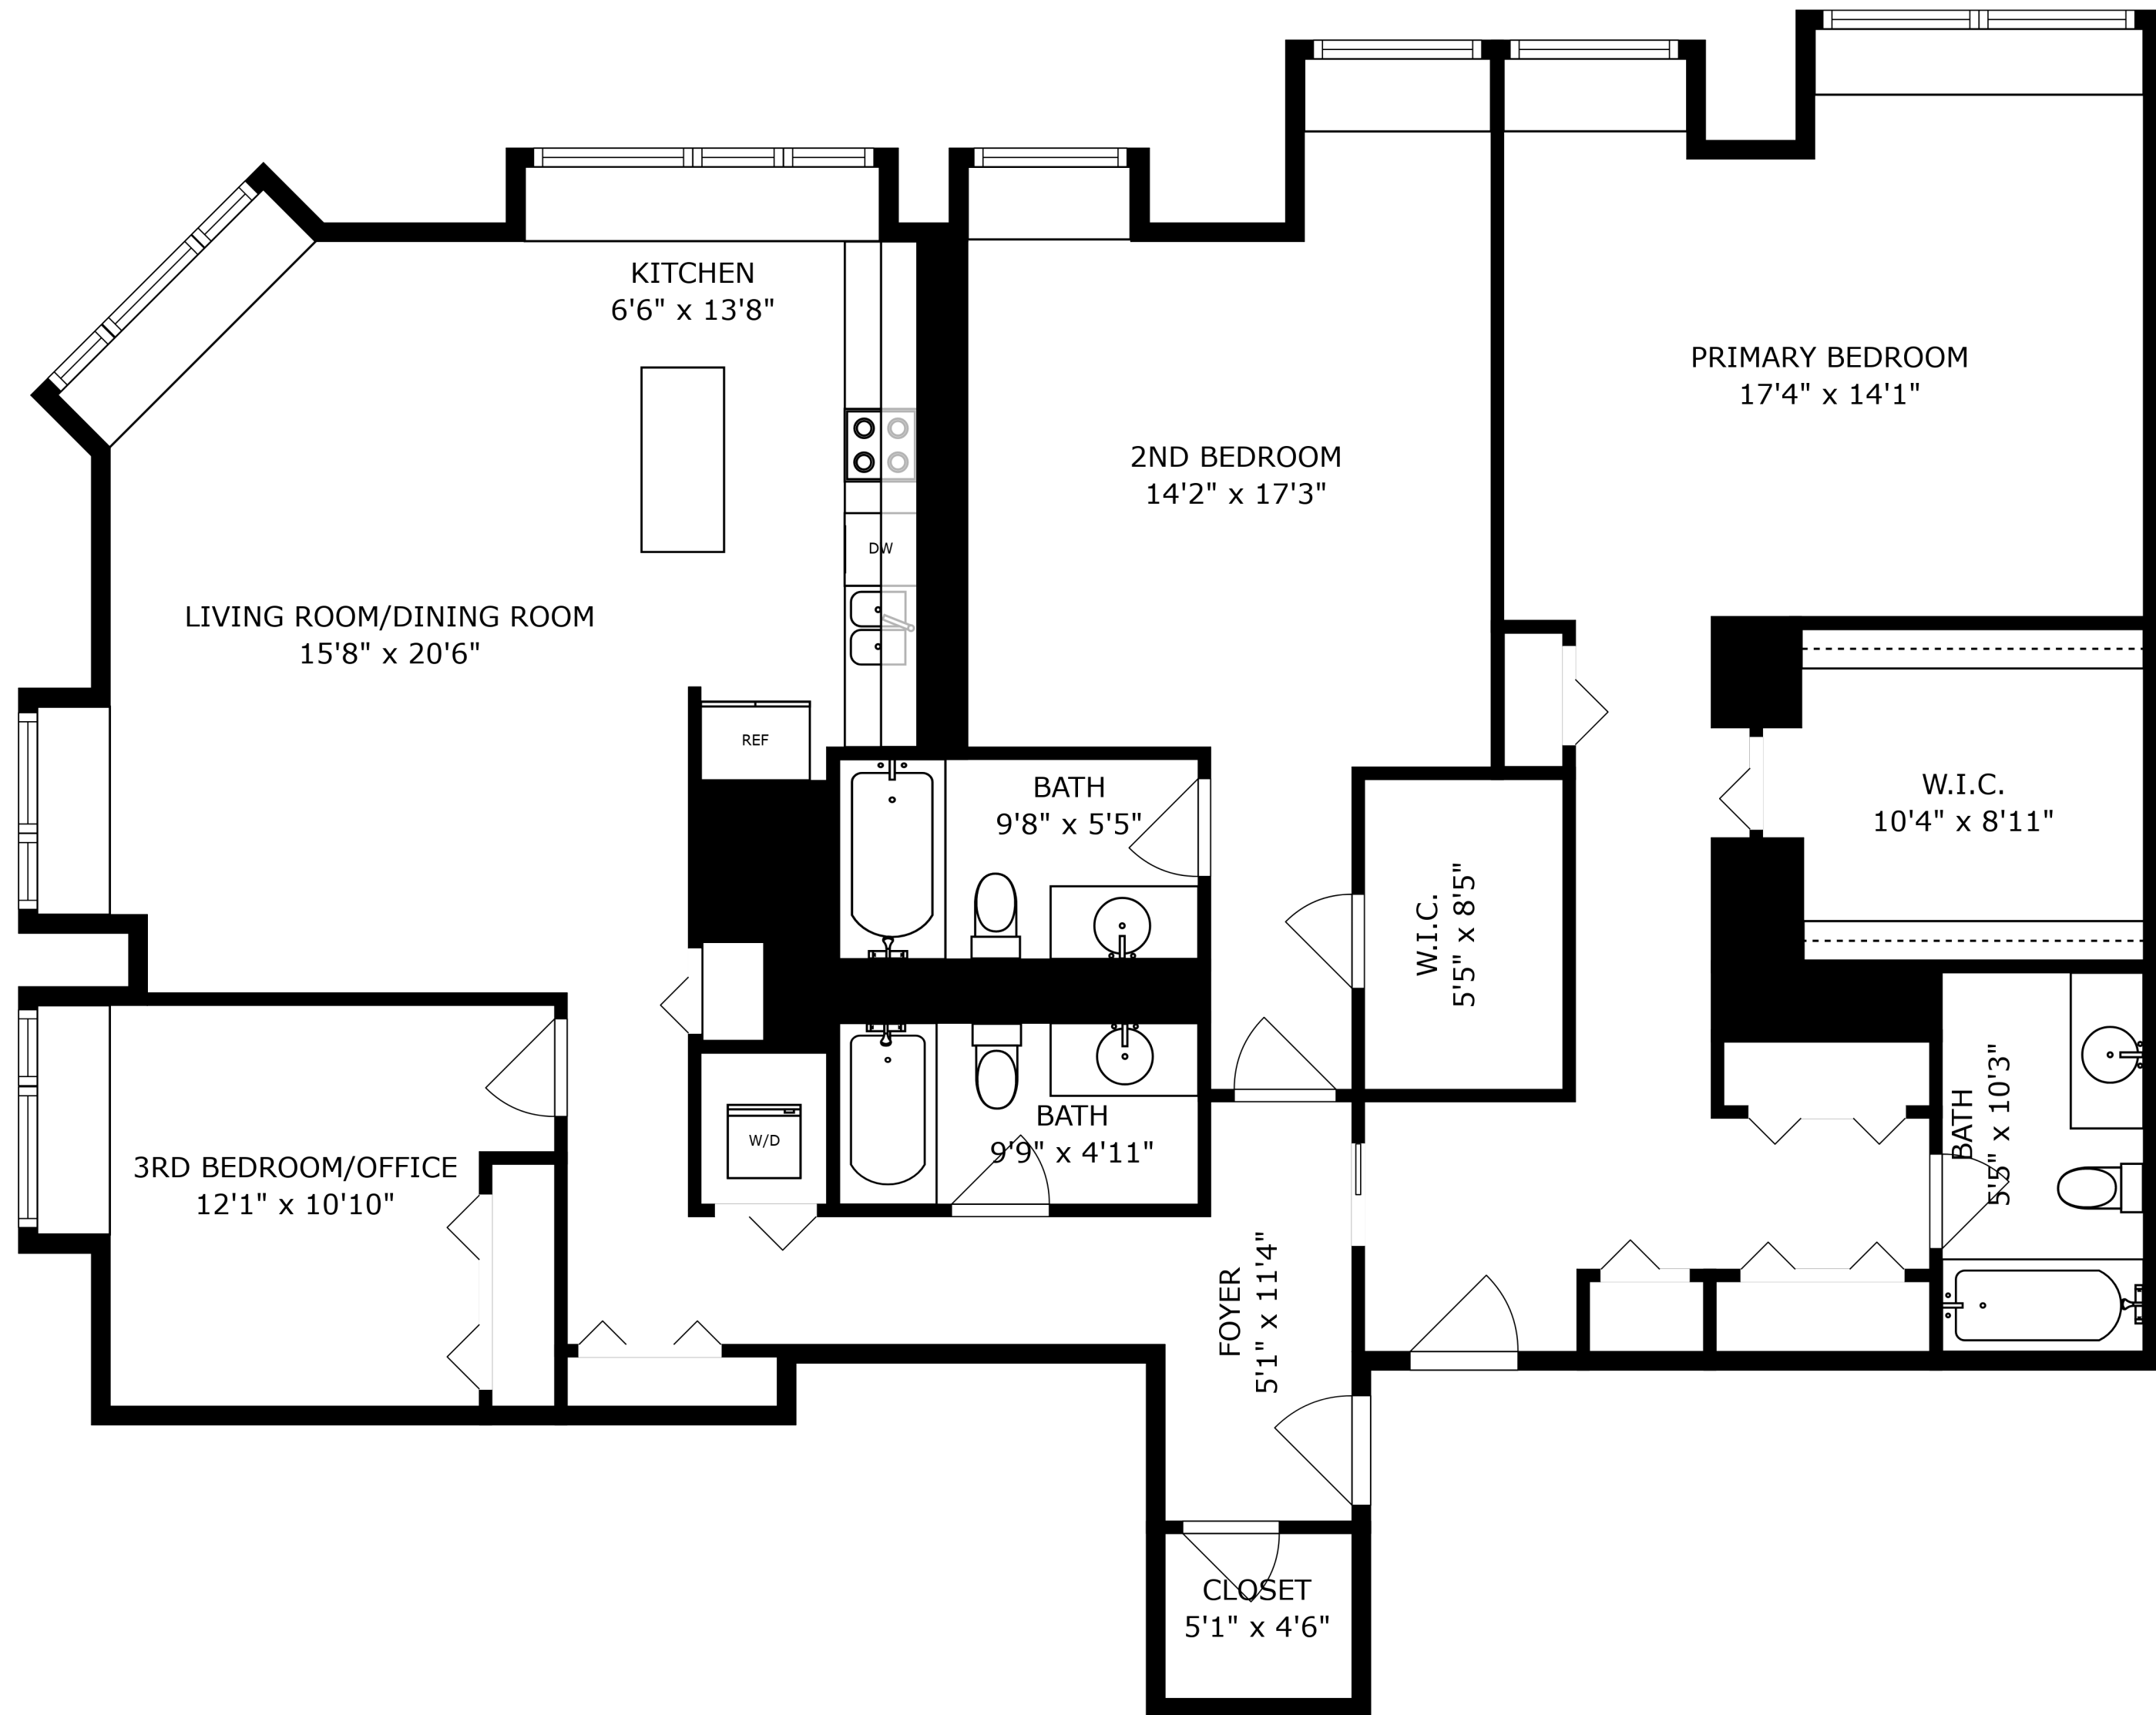 KITCHEN
6'6" x 13'8"
PRIMARY BEDROOM
17'4" x 14'1"
2ND BEDROOM
14'2" x 17'3"
DW
LIVING ROOM/DINING ROOM
15'8" x 20'6"
REF
BATH
9'8" x 5'5"
W.I.C.
10'4" x 8'11"
W.I.C.
5'5" x 8'5"
BATH
9'9" x 4'11"
W/D
BATH
5'5" x 10'3"
3RD BEDROOM/OFFICE
12'1" x 10'10"
FOYER
5'1" x 11'4"
CLOSET
5'1" x 4'6"